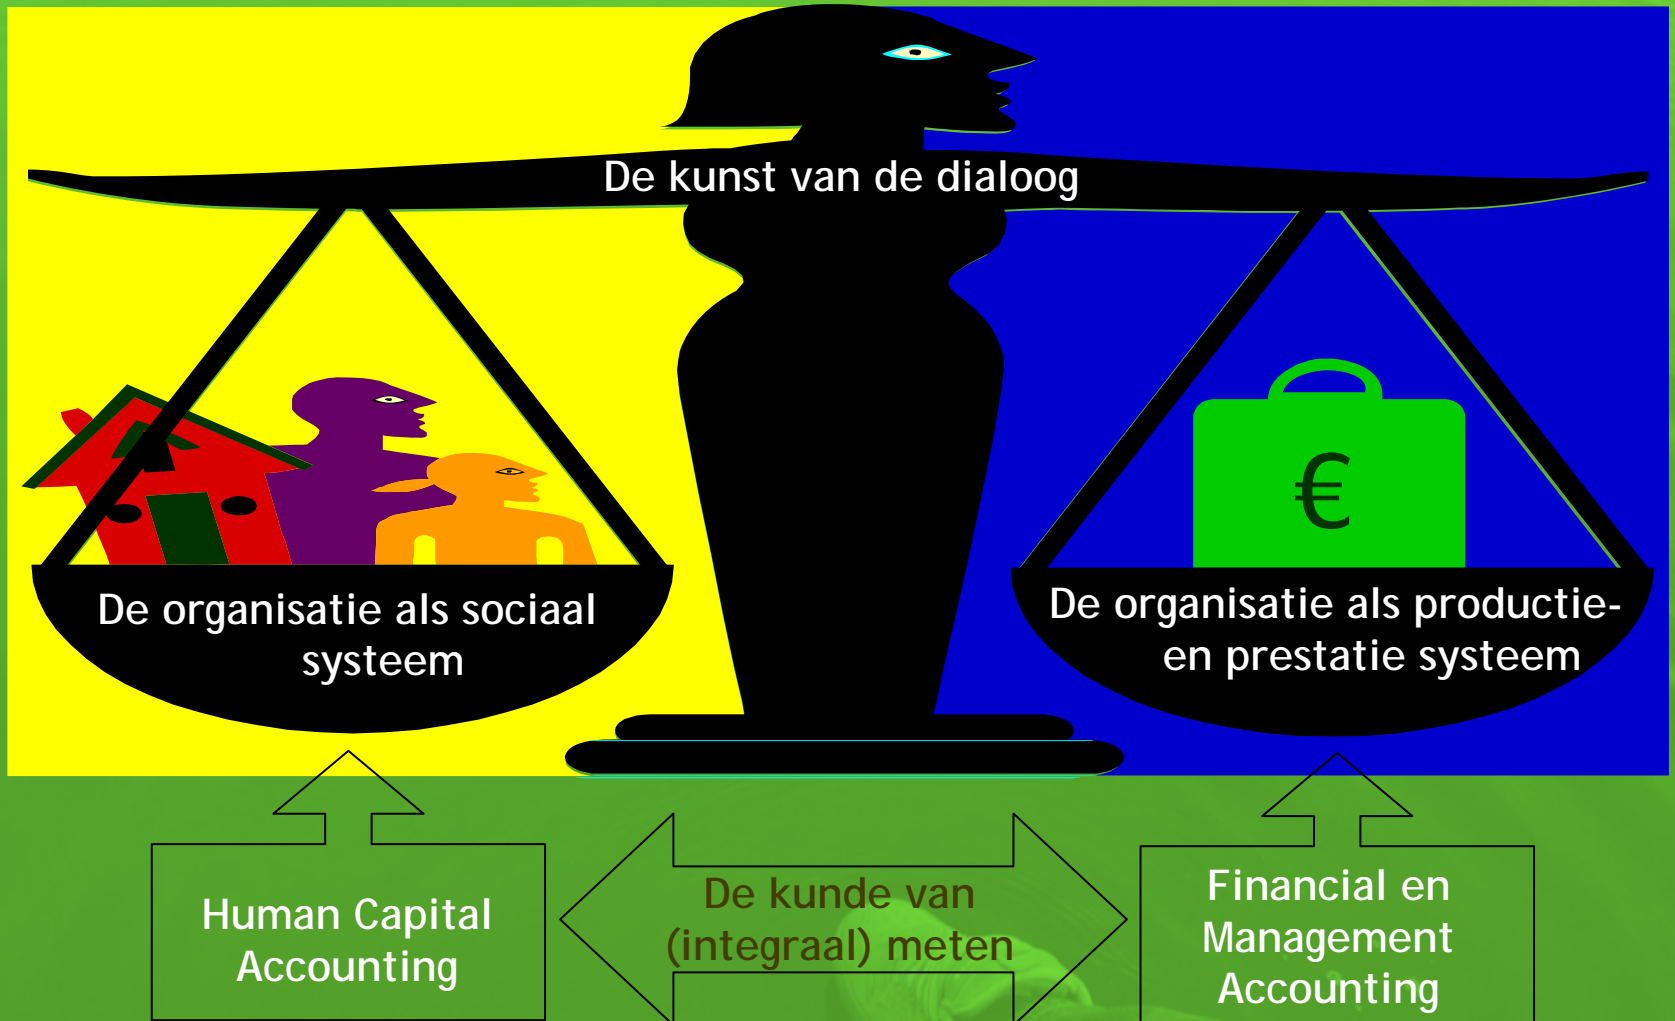 De kunst van de dialoog
De organisatie als sociaal
systeem
De organisatie als productie-
en prestatie systeem
€
Human Capital
Accounting
De kunde van
(integraal) meten
Financial en
Management
Accounting